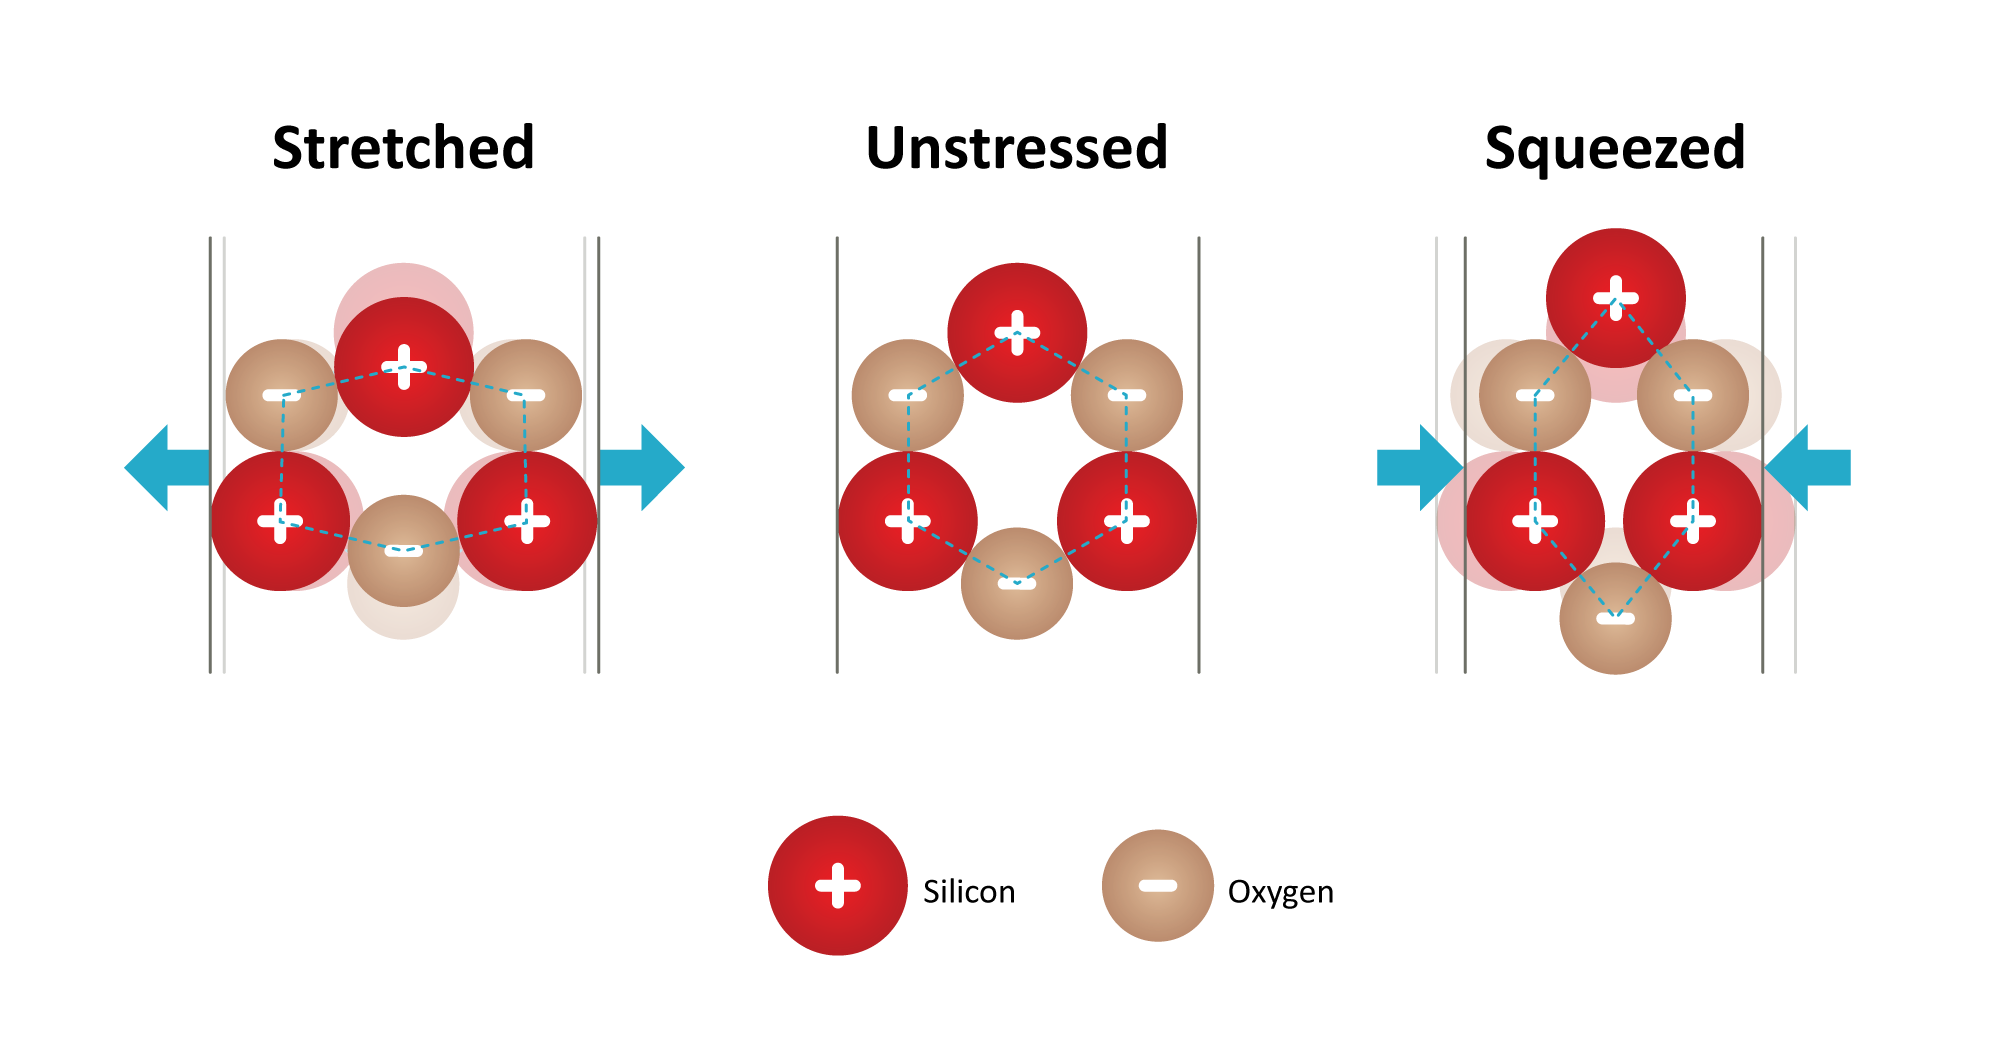 Stretched
Unstressed
Squeezed
Silicon
Oxygen